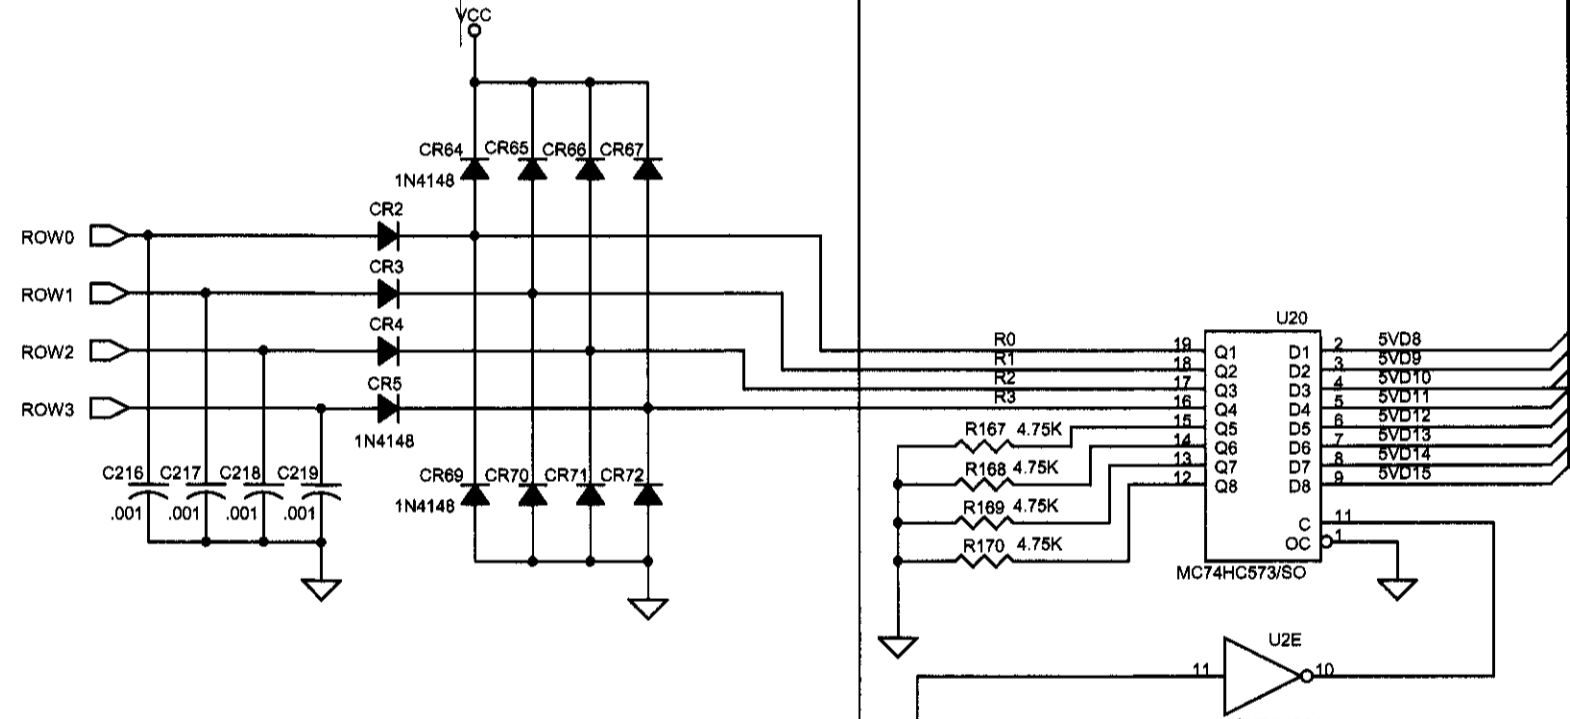 VCC
CR64 CR65 CR66 CR67
1N4148
CR2
ROW0
CR3
ROW1
CR4
ROW2
CR5
ROW3
1N4148
C216 C217 C218 C219
.001 .001 .001 .001
CR69 CR70 CR71 CR72
1N4148
U20
R0 19 Q1 D1 2 5VD8
R1 18 Q2 D2 3 5VD9
R2 17 Q3 D3 4 5VD10
R3 16 Q4 D4 5 5VD11
15 Q5 D5 6 5VD12
R167 4.75K 14 Q6 D6 7 5VD13
R168 4.75K 13 Q7 D7 8 5VD14
12 Q8 D8 9 5VD15
R169 4.75K
C 11
R170 4.75K OC 1
MC74HC573/SO
U2E
11 10